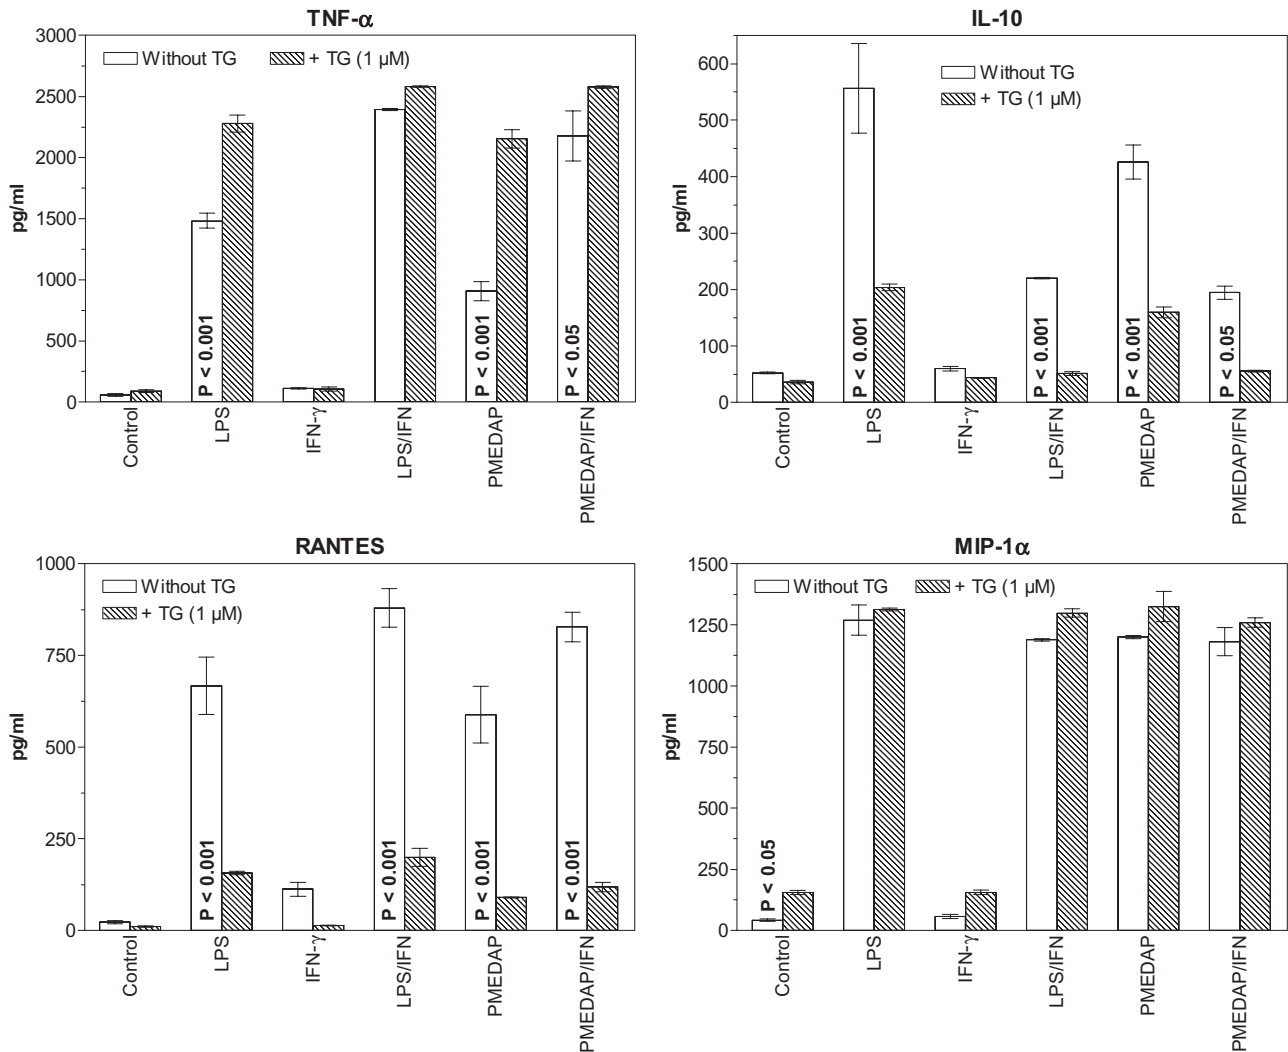 TNF-α
3000
2500
2000
1500
1000
500
0
pg/ml
Without TG
+ TG (1 µM)
P < 0.001
P < 0.001
P < 0.05
Control
LPS
IFN-γ
LPS/IFN
PMEDAP
PMEDAP/IFN
IL-10
600
500
400
300
200
100
0
pg/ml
Without TG
+ TG (1 µM)
P < 0.001
P < 0.001
P < 0.001
P < 0.05
Control
LPS
IFN-γ
LPS/IFN
PMEDAP
PMEDAP/IFN
RANTES
1000
750
500
250
0
pg/ml
Without TG
+ TG (1 µM)
P < 0.001
P < 0.001
P < 0.001
P < 0.001
Control
LPS
IFN-γ
LPS/IFN
PMEDAP
PMEDAP/IFN
MIP-1α
1500
1250
1000
750
500
250
0
pg/ml
Without TG
+ TG (1 µM)
P < 0.05
Control
LPS
IFN-γ
LPS/IFN
PMEDAP
PMEDAP/IFN